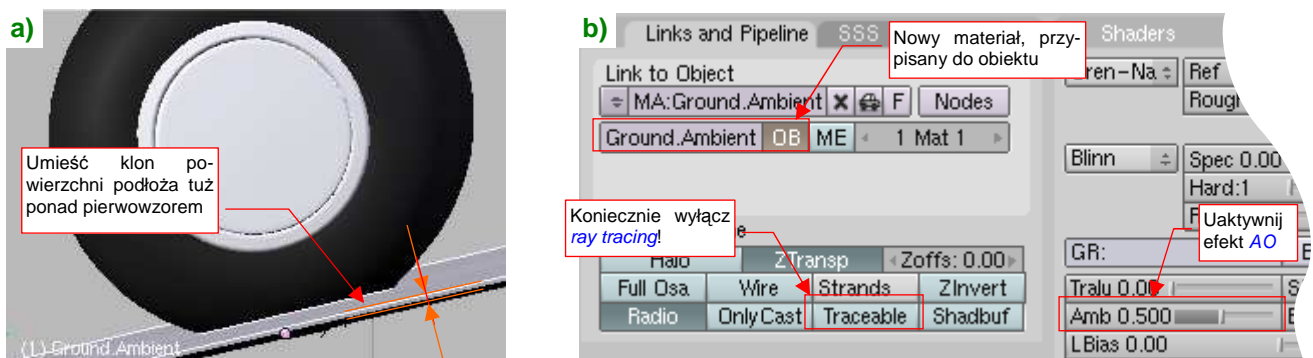 a)
Umieść klon po-
wierzchni podłoża tuż
ponad pierwowzorem
(1) Ground.Ambient
b)
Links and Pipeline
SSS
Shaders
Nowy materiał, przy-
pisany do obiektu
Link to Object
MA:Ground.Ambient
F
Nodes
Ground.Ambient
OB
ME
1 Mat 1
Ref
Blinn
Spec 0.00
Hard:1
Koniecznie wyłącz
ray tracing!
Uaktywnij
efekt AO
Halo
ZTransp
Zoffs: 0.00
GR:
Full Osa
Wire
Strands
ZInvert
Tralu 0.00
Radio
OnlyCast
Traceable
Shadbuf
Amb 0.500
LBias 0.00